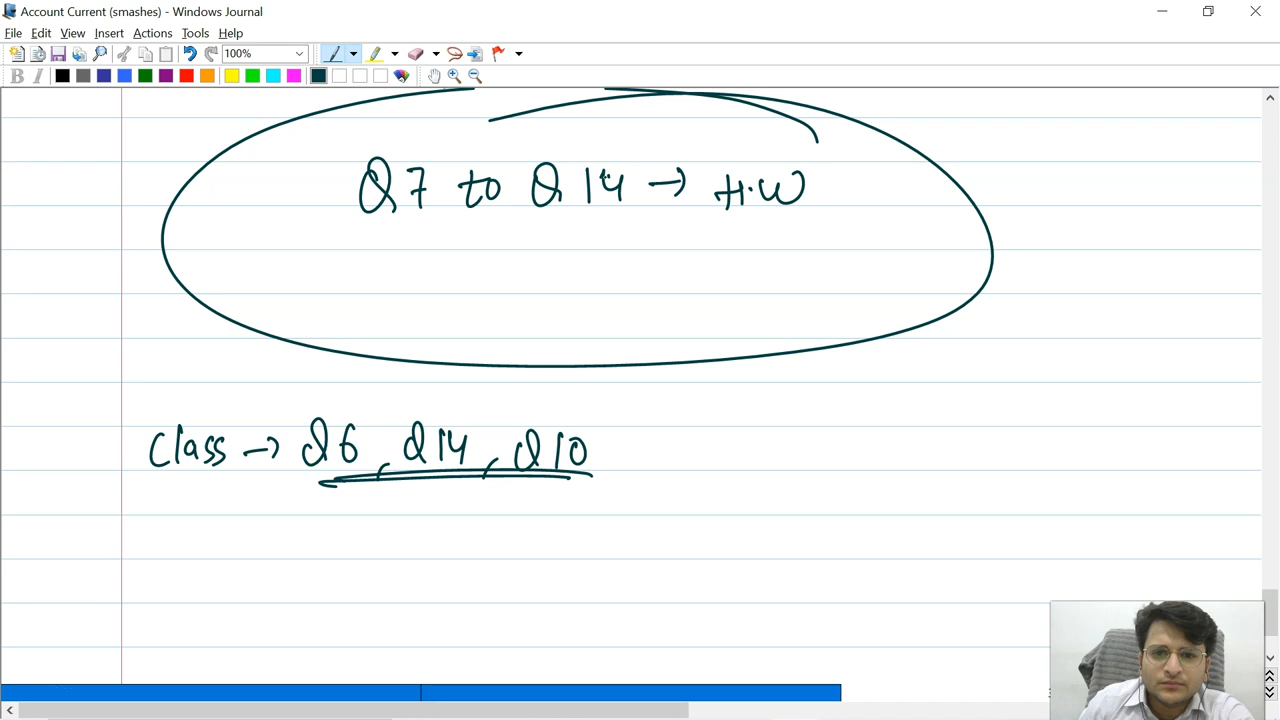 Account Current (smashes) - Windows Journal
File Edit View Insert Actions Tools Help
100%
B I
Q7 to Q14 → H.W
Class → Q6, Q14, Q10